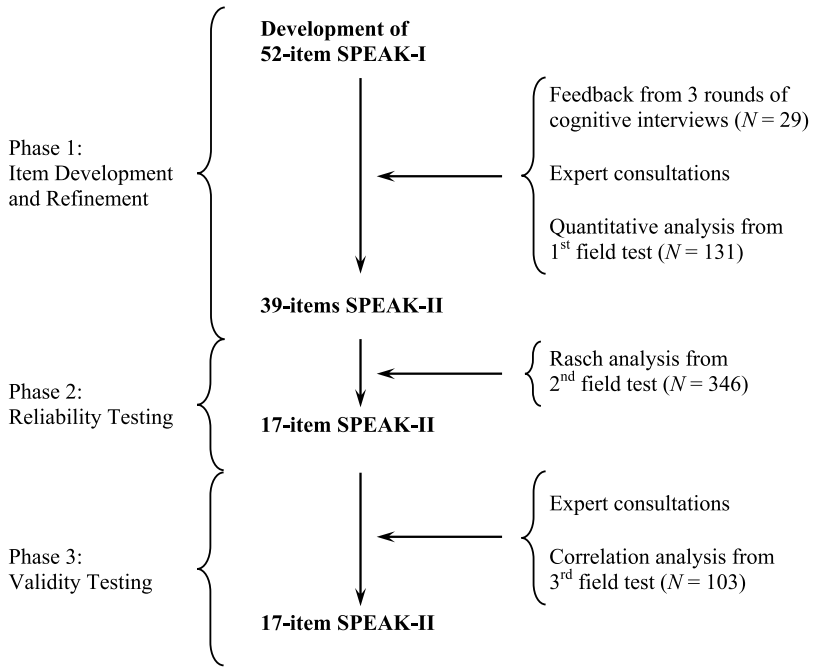 Development of
52-item SPEAK-I
Phase 1:
Item Development
and Refinement
Feedback from 3 rounds of
cognitive interviews (N = 29)
Expert consultations
Quantitative analysis from
1st field test (N = 131)
39-items SPEAK-II
Phase 2:
Reliability Testing
Rasch analysis from
2nd field test (N = 346)
17-item SPEAK-II
Phase 3:
Validity Testing
Expert consultations
Correlation analysis from
3rd field test (N = 103)
17-item SPEAK-II